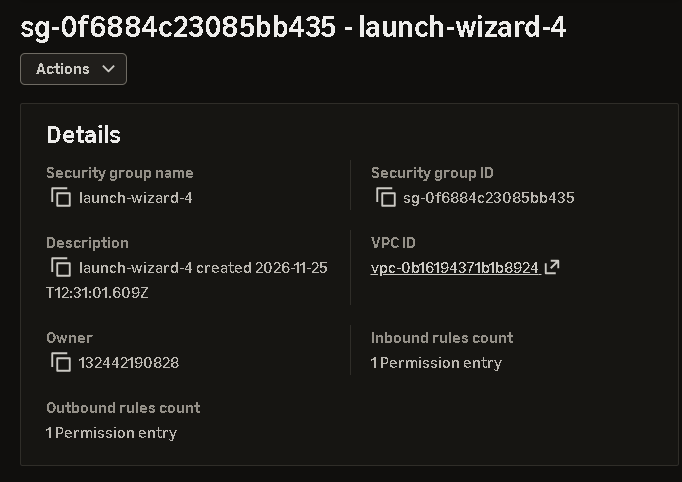 sg-0f6884c23085bb435 - launch-wizard-4
Actions
Details
Security group name
launch-wizard-4
Security group ID
sg-0f6884c23085bb435
Description
launch-wizard-4 created 2026-11-25
T12:31:01.609Z
VPC ID
vpc-0b16194371b1b8924
Owner
132442190828
Inbound rules count
1 Permission entry
Outbound rules count
1 Permission entry